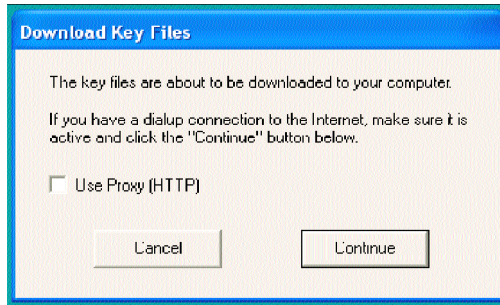 Download Key Files
The key files are about to be downloaded to your computer.
If you have a dialup connection to the Internet, make sure it is
active and click the "Continue" button below.
Use Proxy (HTTP)
Cancel
Continue